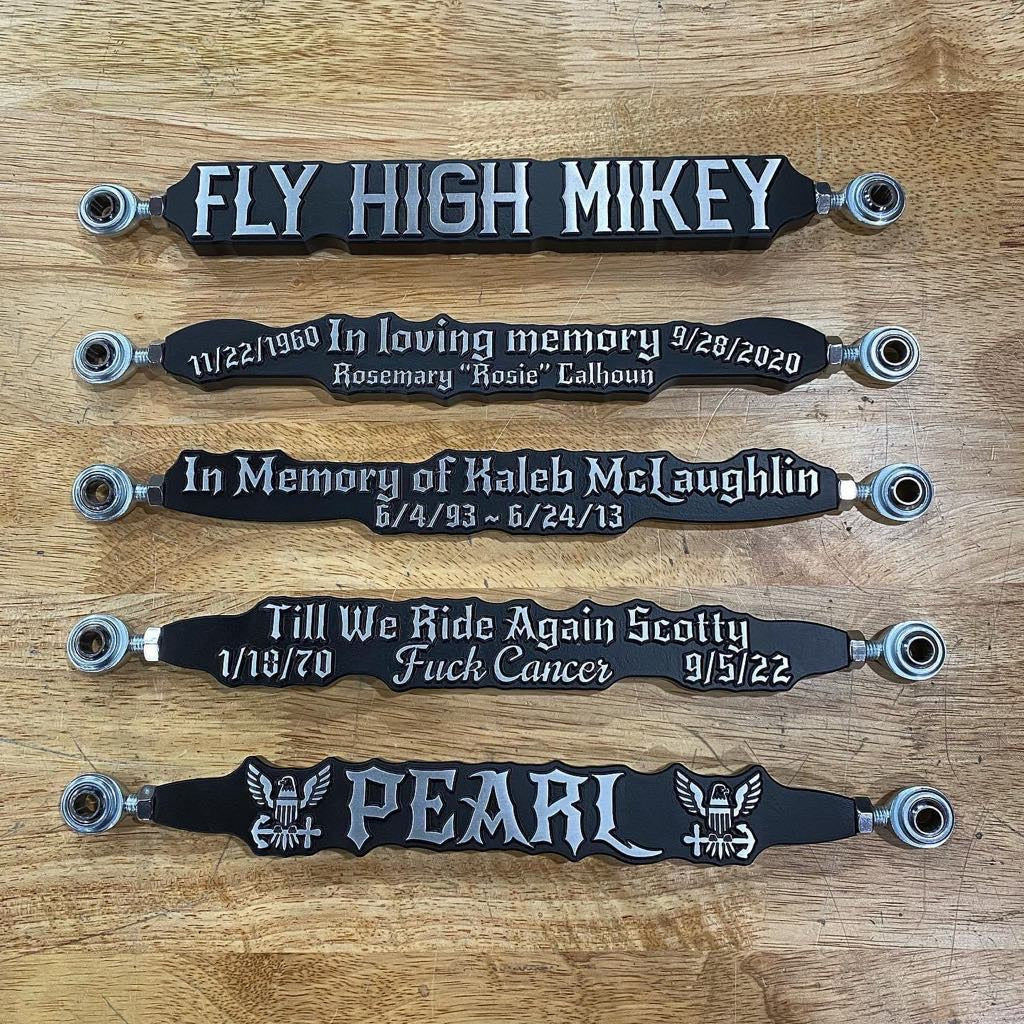 FLY HIGH MIKEY
11/22/1960 In loving memory 9/28/2020
Rosemary "Rosie" Calhoun
In Memory of Kaleb McLaughlin
6/4/93 ~ 6/24/13
Till We Ride Again Scotty
1/18/70 Fuck Cancer 9/5/22
PEARL